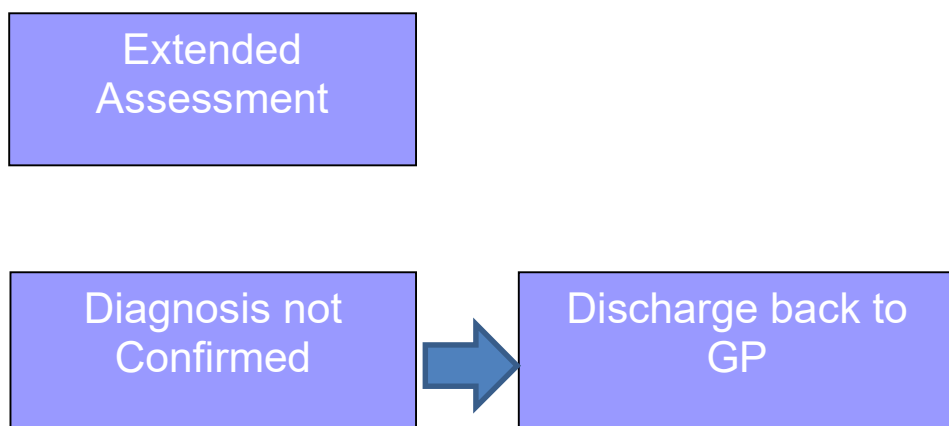 Extended
Assessment
Diagnosis not
Confirmed
Discharge back to
GP